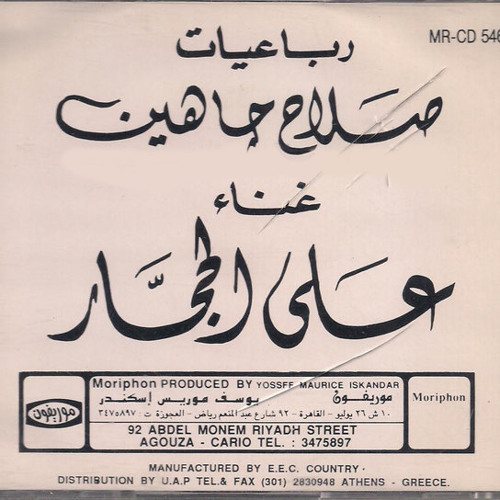 رباعيات
MR-CD 546
صلاح جاهين
غناء
على الحجار
Moriphon PRODUCED BY YOSSFF MAURICE ISKANDAR
موريفون يوسف موريس إسكندر
١٠ ش ٢٦ يوليو - القاهرة - ٩٢ شارع عبد المنعم رياض - العجوزة ت : ٣٤٧٥٨٩٧
92 ABDEL MONEM RIYADH STREET
AGOUZA - CARIO TEL. : 3475897
موريفون
Moriphon
MANUFACTURED BY E.E.C. COUNTRY.
DISTRIBUTION BY U.A.P TEL.& FAX (301) 2830948 ATHENS - GREECE.